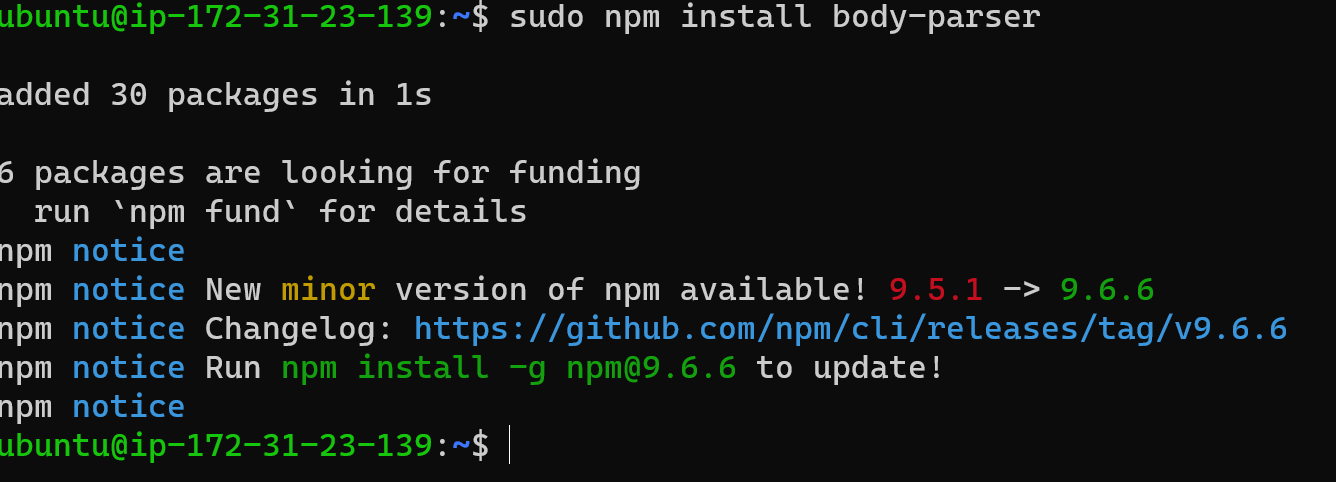 ubuntu@ip-172-31-23-139:~$ sudo npm install body-parser
added 30 packages in 1s
6 packages are looking for funding
run `npm fund` for details
npm notice
npm notice New minor version of npm available! 9.5.1 -> 9.6.6
npm notice Changelog: https://github.com/npm/cli/releases/tag/v9.6.6
npm notice Run npm install -g npm@9.6.6 to update!
npm notice
ubuntu@ip-172-31-23-139:~$